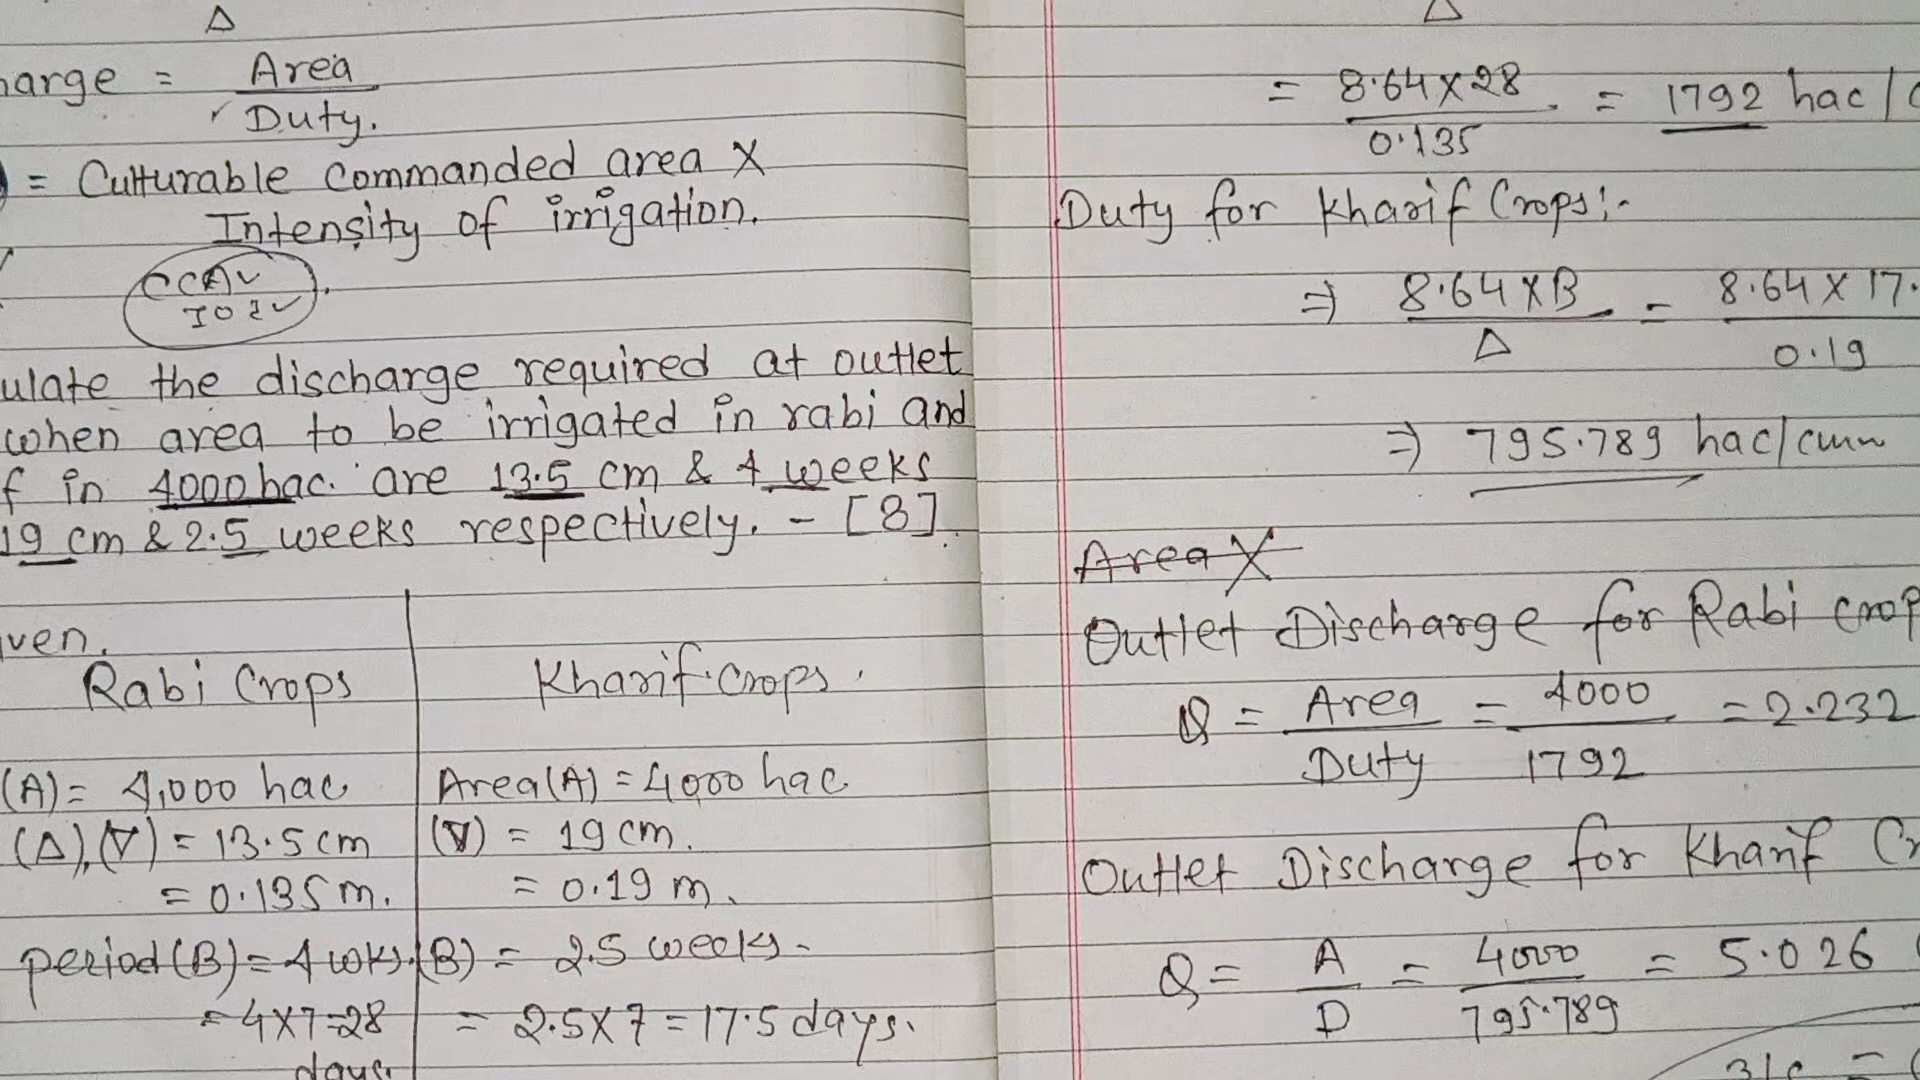 Δ
harge = Area
Duty.
= Culturable Commanded area X
Intensity of irrigation.
CCA
IOI
ulate the discharge required at outlet
when area to be irrigated in rabi and
f in 4000 hac. are 13.5 cm & 4 weeks
19 cm & 2.5 weeks respectively. - [8]
ven.
Rabi Crops
Kharif Crops.
(A) = 4,000 hac
(Δ), (∇) = 13.5 cm
= 0.135 m.
period (B) = 4 wks.
= 4X7=28
days.
Area (A) = 4000 hac
(∇) = 19 cm.
= 0.19 m.
(B) = 2.5 weeks.
= 2.5X7 = 17.5 days.
Δ
= 8.64X28 = 1792 hac/
0.135
Duty for Kharif Crops:-
⇒ 8.64XB = 8.64 X 17.
Δ 0.19
⇒ 795.789 hac/cum
Area X
Outlet Discharge for Rabi crop
Q = Area = 4000 = 2.232
Duty 1792
Outlet Discharge for Kharif Cr
Q = A = 4000 = 5.026
D 795.789